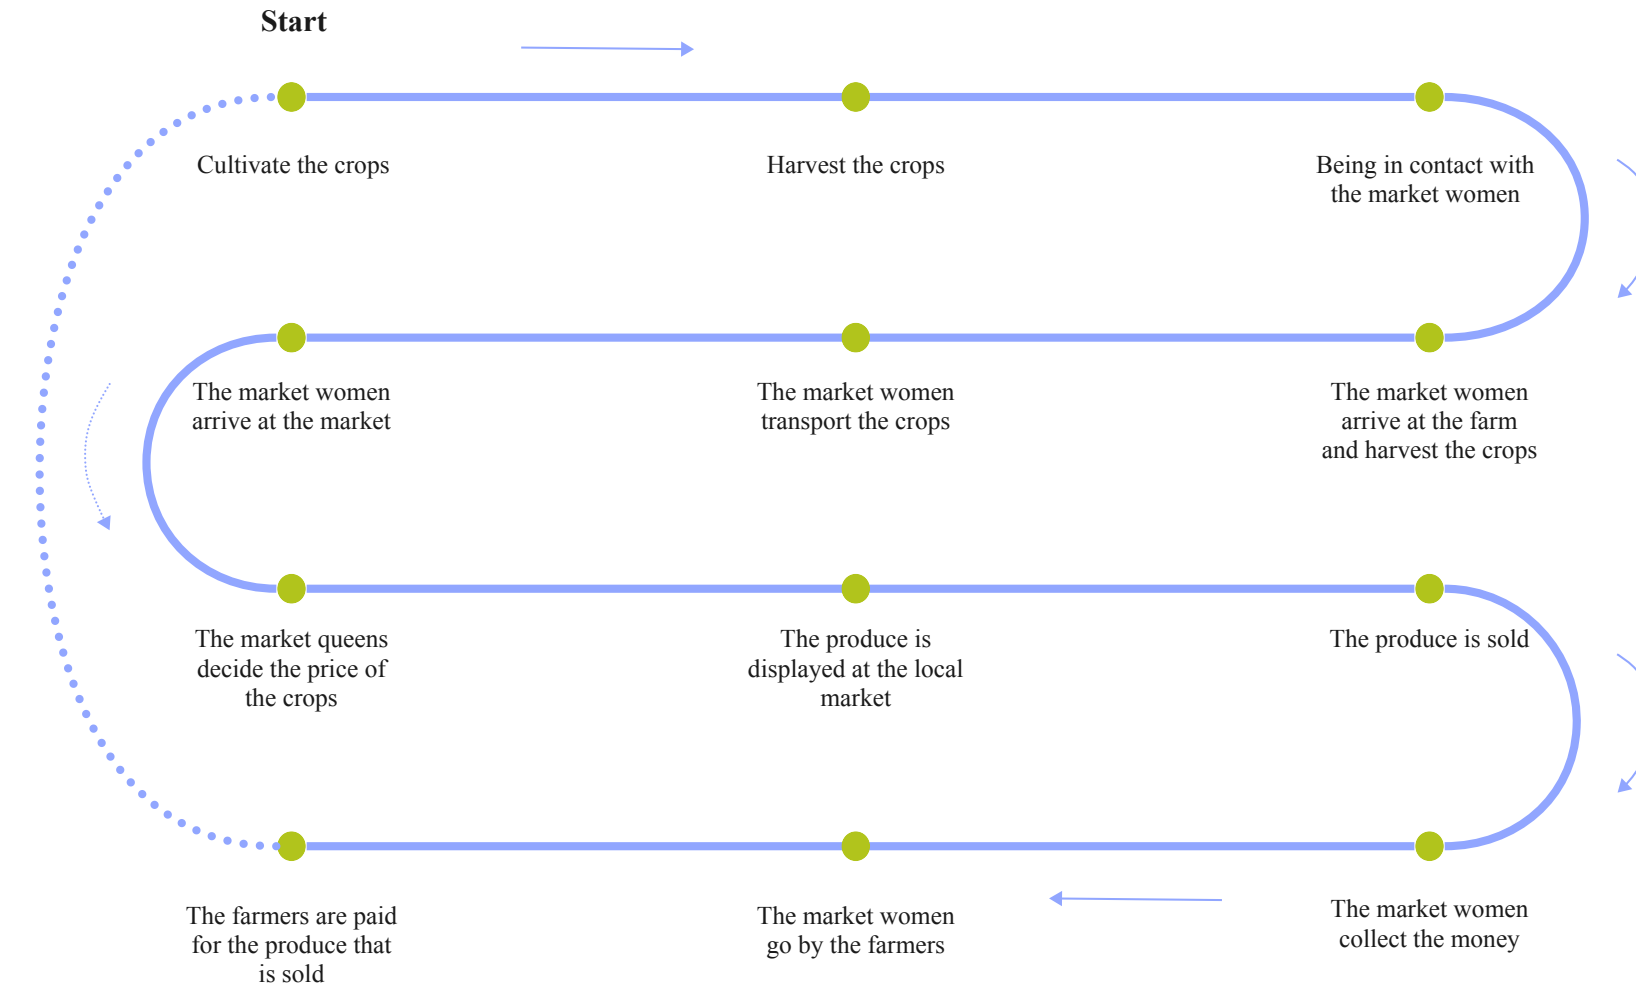 Start
Cultivate the crops
Harvest the crops
Being in contact with
the market women
The market women
arrive at the market
The market women
transport the crops
The market women
arrive at the farm
and harvest the crops
The market queens
decide the price of
the crops
The produce is
displayed at the local
market
The produce is sold
The farmers are paid
for the produce that
is sold
The market women
go by the farmers
The market women
collect the money